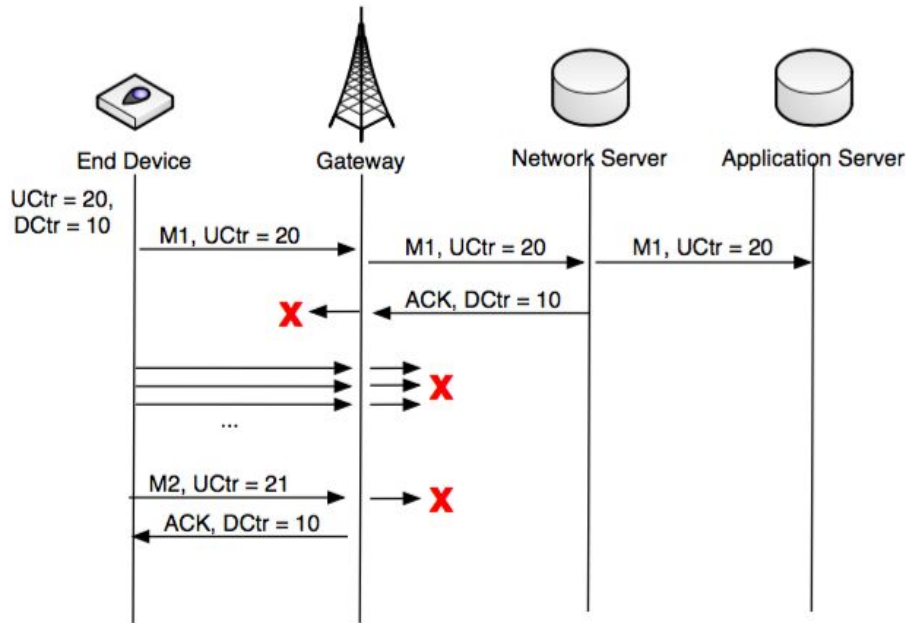 End Device
Gateway
Network Server
Application Server
UCtr = 20,
DCtr = 10
M1, UCtr = 20
M1, UCtr = 20
M1, UCtr = 20
ACK, DCtr = 10
X
X
...
M2, UCtr = 21
X
ACK, DCtr = 10